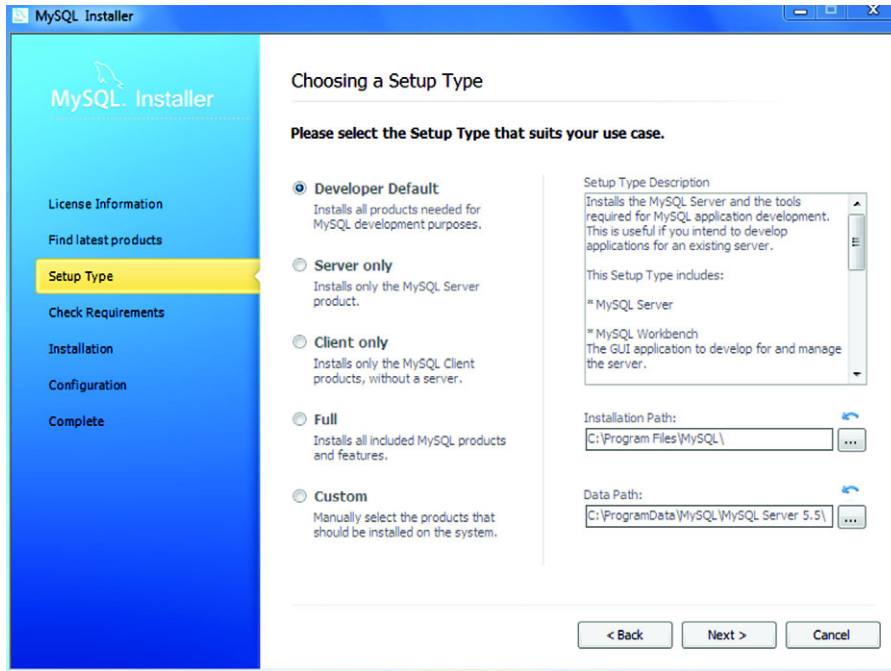 MySQL Installer
MySQL. Installer
License Information
Find latest products
Setup Type
Check Requirements
Installation
Configuration
Complete
Choosing a Setup Type
Please select the Setup Type that suits your use case.
Developer Default
Installs all products needed for
MySQL development purposes.
Server only
Installs only the MySQL Server
product.
Client only
Installs only the MySQL Client
products, without a server.
Full
Installs all included MySQL products
and features.
Custom
Manually select the products that
should be installed on the system.
Setup Type Description
Installs the MySQL Server and the tools
required for MySQL application development.
This is useful if you intend to develop
applications for an existing server.
This Setup Type includes:
* MySQL Server
* MySQL Workbench
The GUI application to develop for and manage
the server.
Installation Path:
C:\Program Files\MySQL\
...
Data Path:
C:\ProgramData\MySQL\MySQL Server 5.5\
...
< Back
Next >
Cancel